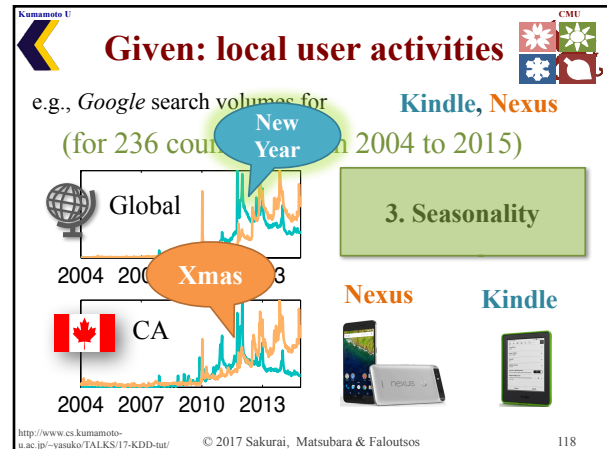 Kumamoto U
CMU
Given: local user activities
e.g., Google search volumes for
Kindle, Nexus
New
Year
(for 236 coun 2004 to 2015)
Global
3. Seasonality
2004 13
Xmas
Nexus
Kindle
CA
nexus
2004 2007 2010 2013
http://www.cs.kumamoto-
u.ac.jp/~yasuko/TALKS/17-KDD-tut/
© 2017 Sakurai, Matsubara & Faloutsos
118